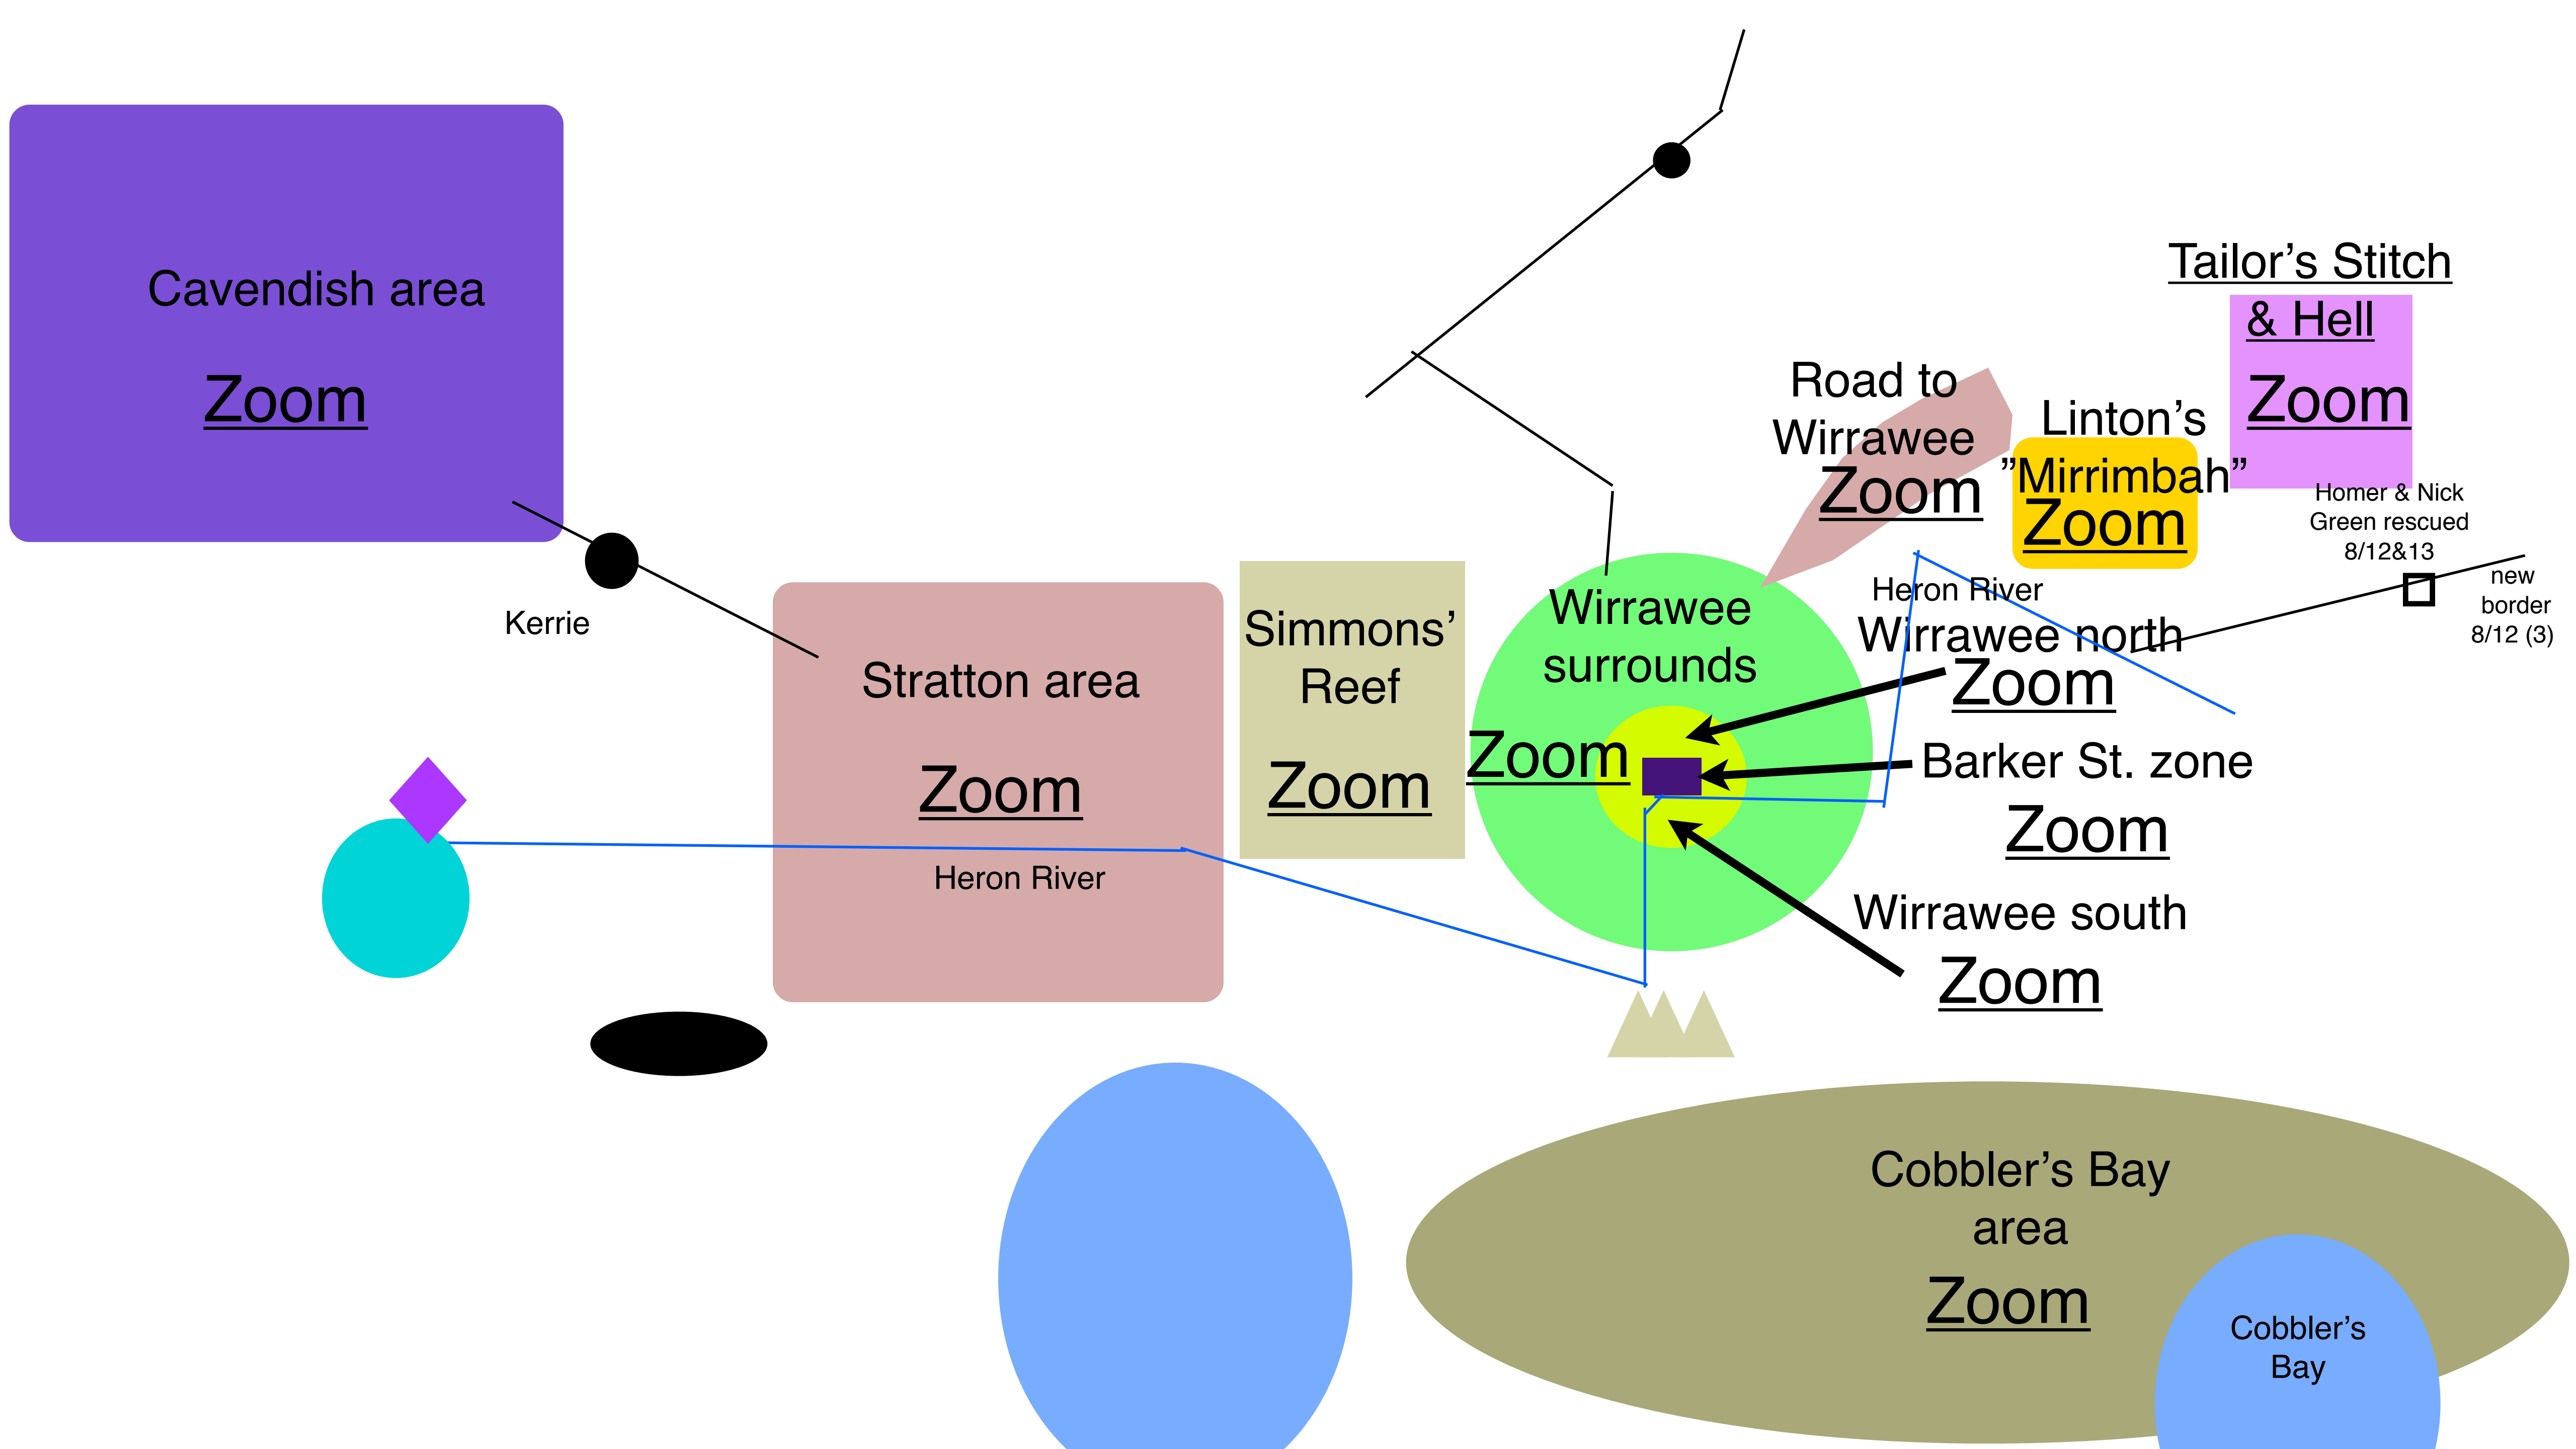 Cavendish area
Zoom
Kerrie
Stratton area
Zoom
Heron River
Simmons’
Reef
Zoom
Wirrawee
surrounds
Zoom
Road to
Wirrawee
Zoom
Linton’s
”Mirrimbah”
Zoom
Tailor’s Stitch
& Hell
Zoom
Homer & Nick
Green rescued
8/12&13
new
border
8/12 (3)
Heron River
Wirrawee north
Zoom
Barker St. zone
Zoom
Wirrawee south
Zoom
Cobbler’s Bay
area
Zoom
Cobbler’s
Bay